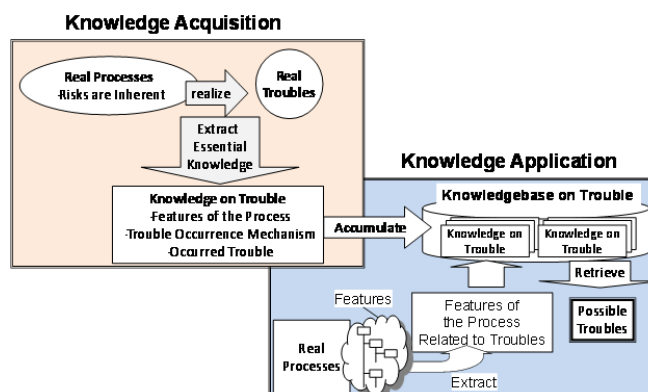 Knowledge Acquisition
Real Processes
-Risks are Inherent
realize
Real
Troubles
Extract
Essential
Knowledge
Knowledge on Trouble
-Features of the Process
-Trouble Occurrence Mechanism
-Occurred Trouble
Accumulate
Knowledge Application
Knowledgebase on Trouble
Knowledge on
Trouble
Knowledge on
Trouble
Retrieve
Possible
Troubles
Features
Features of
the Process
Related to Troubles
Real
Processes
Extract